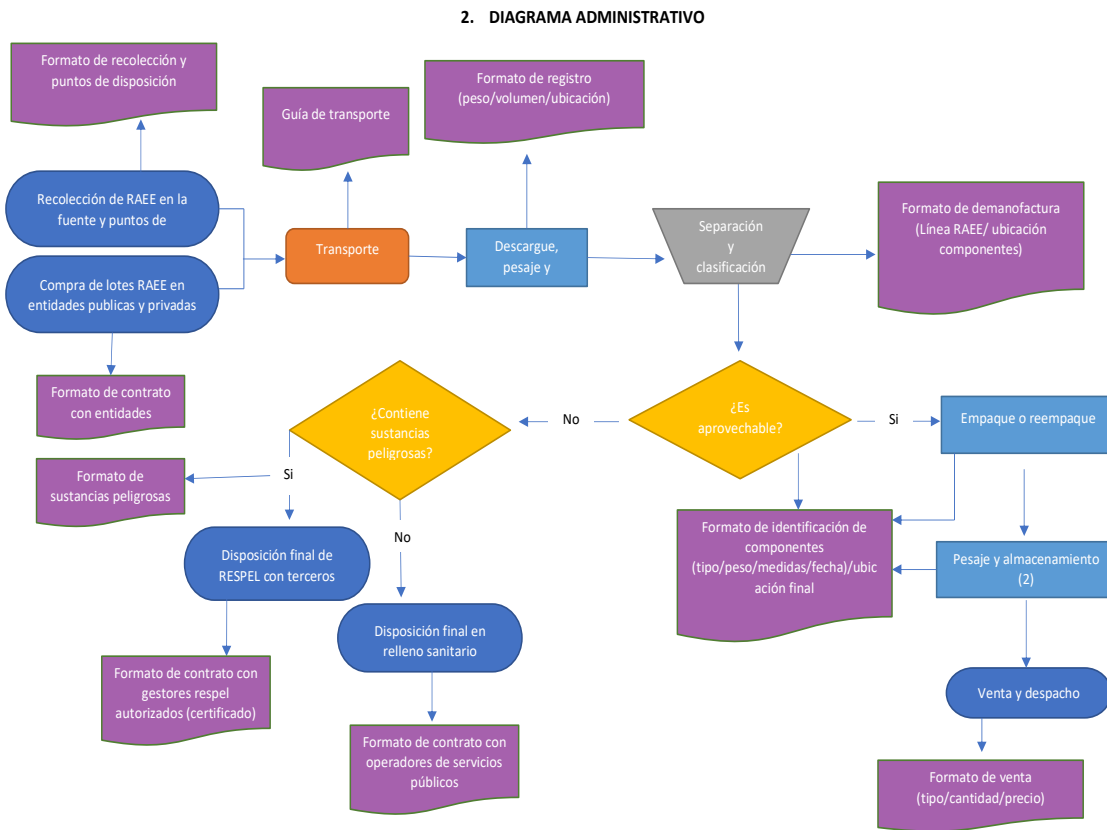 2. DIAGRAMA ADMINISTRATIVO
Formato de recolección y
puntos de disposición
Guía de transporte
Formato de registro
(peso/volumen/ubicación)
Recolección de RAEE en la
fuente y puntos de
Compra de lotes RAEE en
entidades publicas y privadas
Transporte
Descargue,
pesaje y
Separación
y
clasificación
Formato de demanofactura
(Línea RAEE/ ubicación
componentes)
Formato de contrato
con entidades
¿Contiene
sustancias
peligrosas?
No
¿Es
aprovechable?
Si
Empaque o reempaque
Formato de
sustancias peligrosas
Si
No
Disposición final de
RESPEL con terceros
Formato de identificación de
componentes
(tipo/peso/medidas/fecha)/ubic
ación final
Pesaje y almacenamiento
(2)
Disposición final en
relleno sanitario
Formato de contrato con
gestores respel
autorizados (certificado)
Venta y despacho
Formato de contrato con
operadores de servicios
públicos
Formato de venta
(tipo/cantidad/precio)